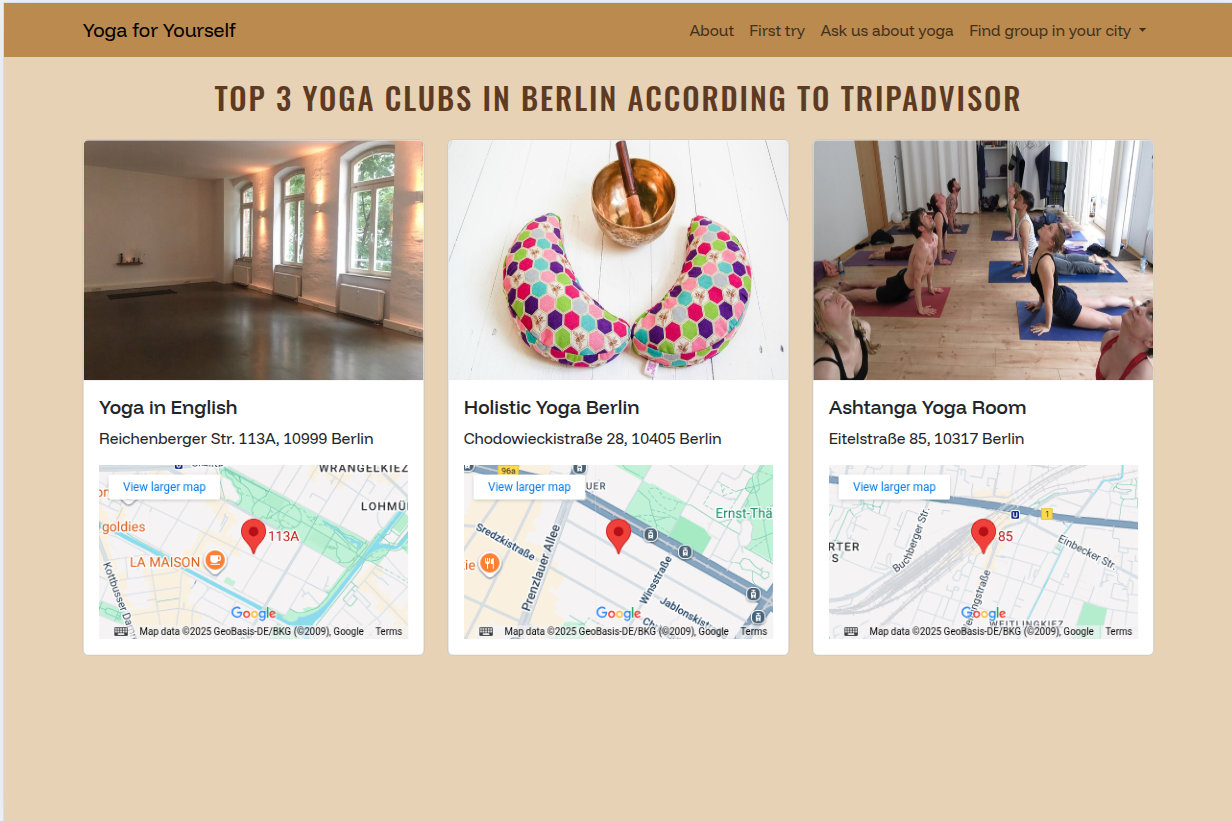 Yoga for Yourself
About First try Ask us about yoga Find group in your city
TOP 3 YOGA CLUBS IN BERLIN ACCORDING TO TRIPADVISOR
Yoga in English
Reichenberger Str. 113A, 10999 Berlin
View larger map
WRANGELKIEZ
goldies
113A
LA MAISON
Google
Map data ©2025 GeoBasis-DE/BKG (©2009), Google Terms
Holistic Yoga Berlin
Chodowieckistraße 28, 10405 Berlin
96a
View larger map
Ernst-Thä
Sredzkistraße
Prenzlauer Allee
Winsstraße
Google
Map data ©2025 GeoBasis-DE/BKG (©2009), Google Terms
Ashtanga Yoga Room
Eitelstraße 85, 10317 Berlin
View larger map
U
1
85
Buchberger Str.
Einbecker Str.
Google
WEITLINGKIEZ
Map data ©2025 GeoBasis-DE/BKG (©2009), Google Terms